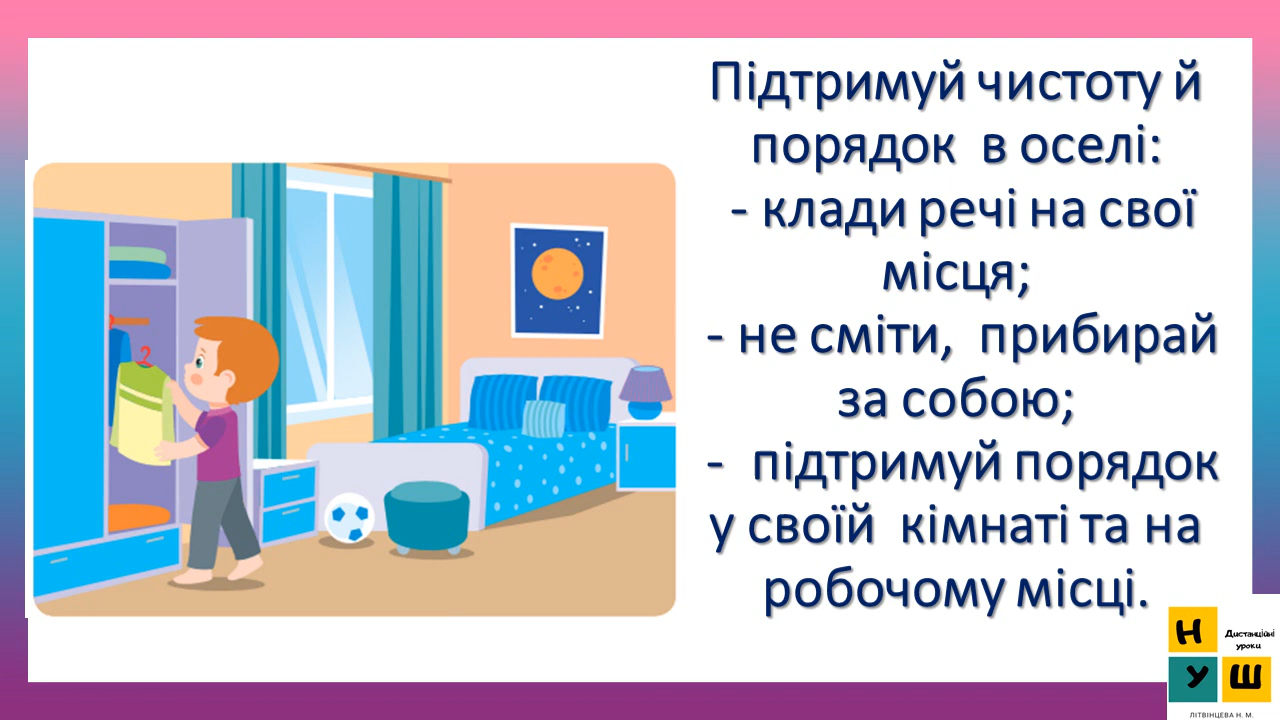 Підтримуй чистоту й
порядок в оселі:
- клади речі на свої
місця;
- не сміти, прибирай
за собою;
- підтримуй порядок
у своїй кімнаті та на
робочому місці.
Н
Дистанційні
уроки
У Ш
ЛІТВІНЦЕВА Н. М.